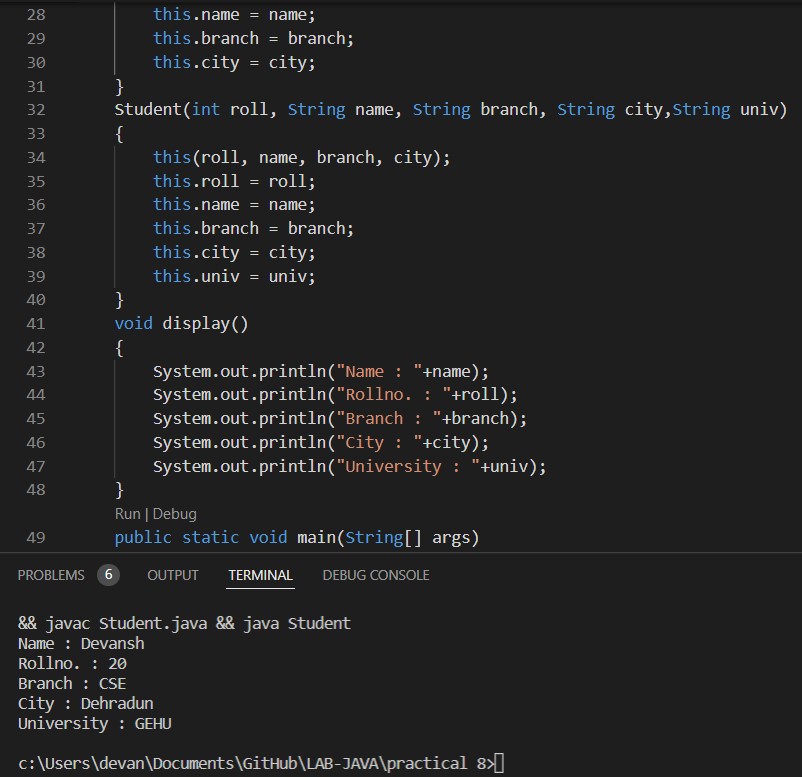 28 this.name = name;
29 this.branch = branch;
30 this.city = city;
31 }
32 Student(int roll, String name, String branch, String city,String univ)
33 {
34 this(roll, name, branch, city);
35 this.roll = roll;
36 this.name = name;
37 this.branch = branch;
38 this.city = city;
39 this.univ = univ;
40 }
41 void display()
42 {
43 System.out.println("Name : "+name);
44 System.out.println("Rollno. : "+roll);
45 System.out.println("Branch : "+branch);
46 System.out.println("City : "+city);
47 System.out.println("University : "+univ);
48 }
Run | Debug
49 public static void main(String[] args)
PROBLEMS 6 OUTPUT TERMINAL DEBUG CONSOLE
&& javac Student.java && java Student
Name : Devansh
Rollno. : 20
Branch : CSE
City : Dehradun
University : GEHU
c:\Users\devan\Documents\GitHub\LAB-JAVA\practical 8>